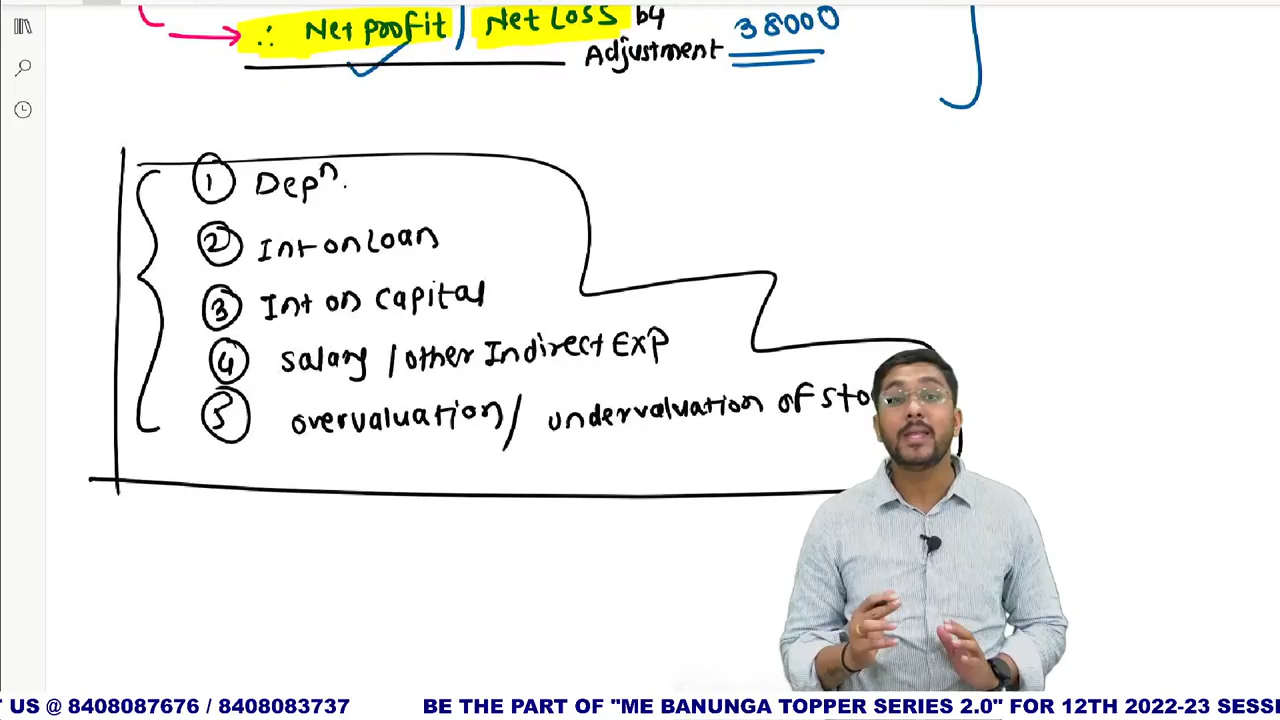 ∴ Net profit / Net Loss by
Adjustment 38000
1 Depn.
2 Int on Loan
3 Int on Capital
4 Salary / other Indirect Exp
5 overvaluation / undervaluation of sto
T US @ 8408087676 / 8408083737 BE THE PART OF "ME BANUNGA TOPPER SERIES 2.0" FOR 12TH 2022-23 SESSI